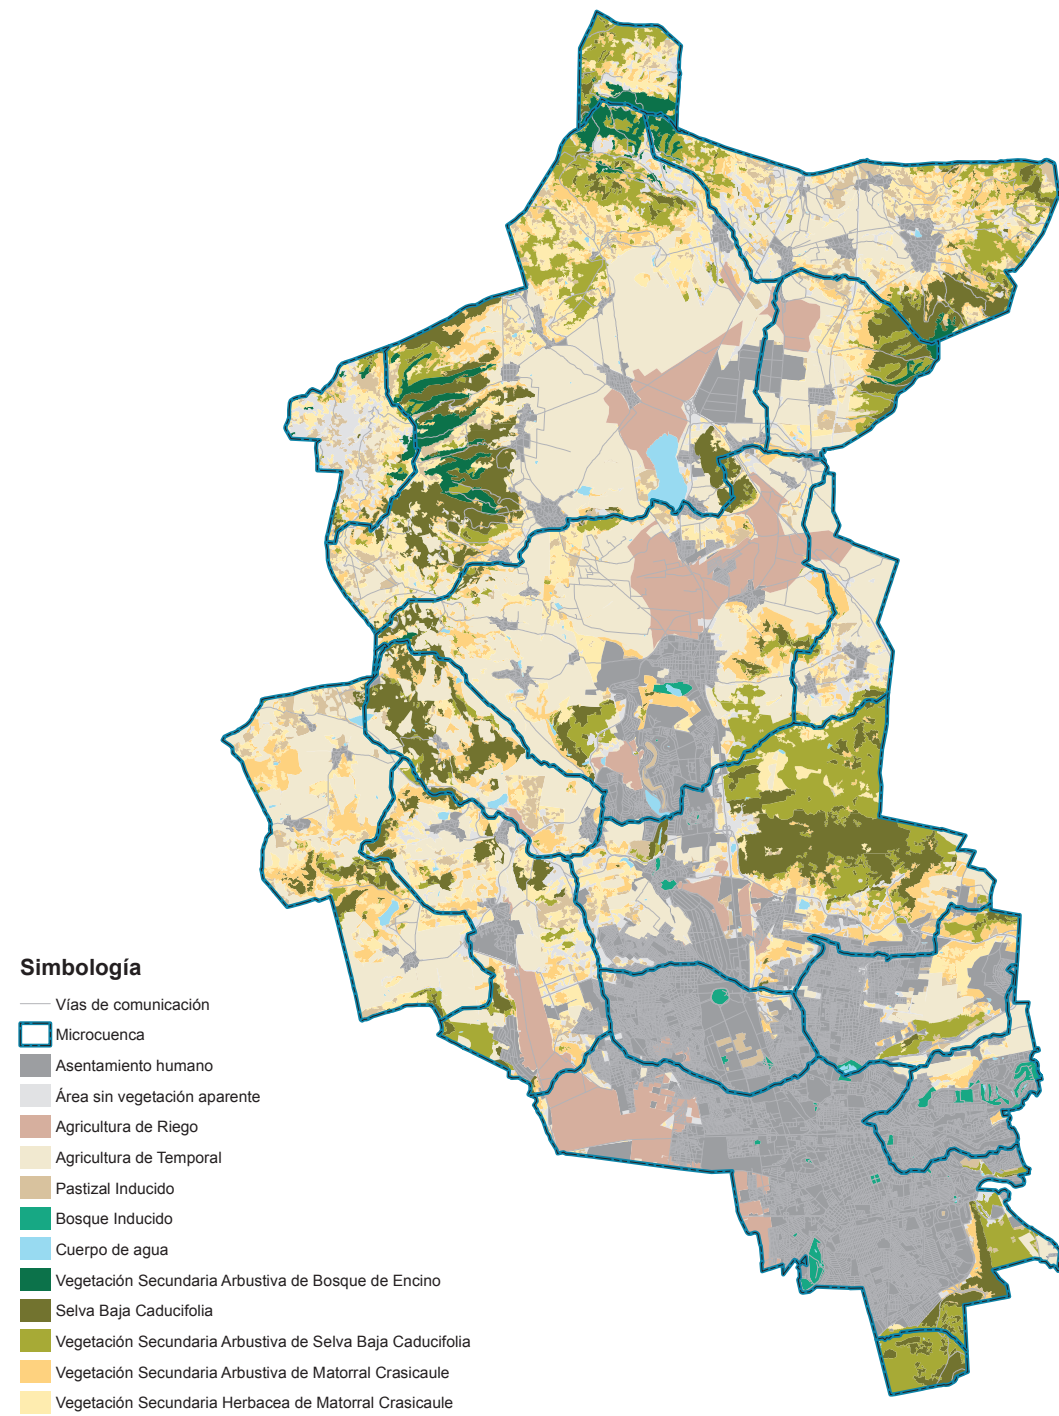 Simbología
Vías de comunicación
Microcuenca
Asentamiento humano
Área sin vegetación aparente
Agricultura de Riego
Agricultura de Temporal
Pastizal Inducido
Bosque Inducido
Cuerpo de agua
Vegetación Secundaria Arbustiva de Bosque de Encino
Selva Baja Caducifolia
Vegetación Secundaria Arbustiva de Selva Baja Caducifolia
Vegetación Secundaria Arbustiva de Matorral Crasicaule
Vegetación Secundaria Herbacea de Matorral Crasicaule